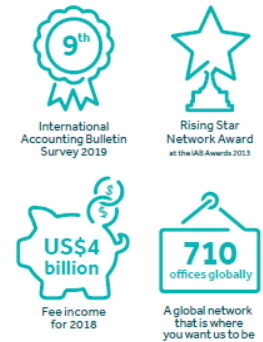 9th
International
Accounting Bulletin
Survey 2019
Rising Star
Network Award
at the IAB Awards 2013
$
$
US$4
billion
Fee income
for 2018
710
offices globally
A global network
that is where
you want us to be